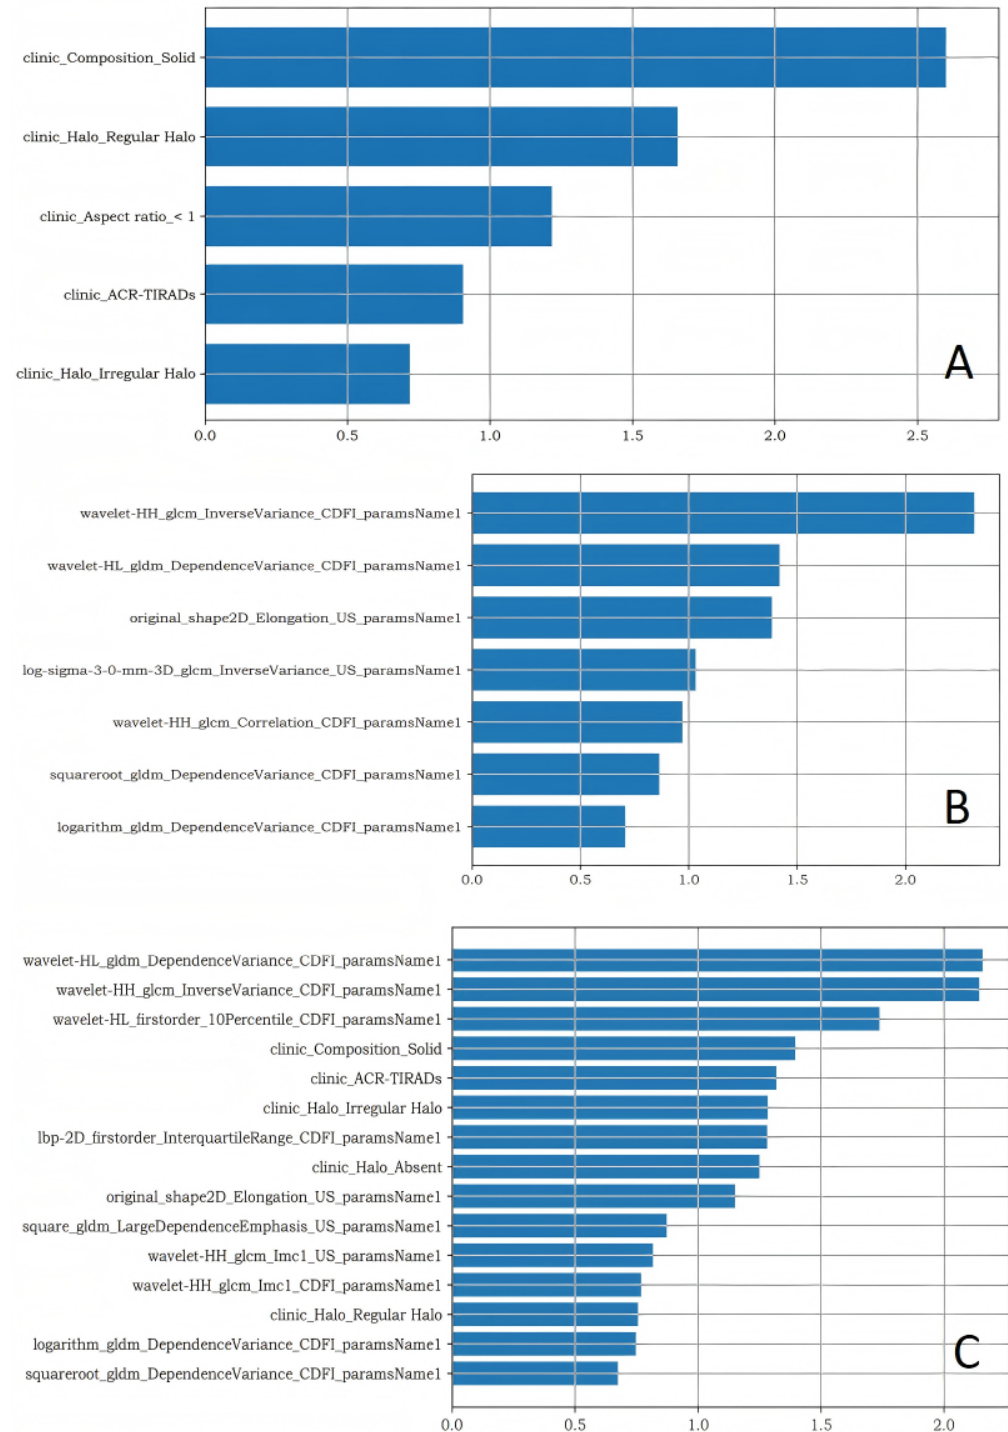 clinic_Composition_Solid
clinic_Halo_Regular Halo
clinic_Aspect ratio_< 1
clinic_ACR-TIRADs
clinic_Halo_Irregular Halo
A
0.0 0.5 1.0 1.5 2.0 2.5
wavelet-HH_glcm_InverseVariance_CDFI_paramsName1
wavelet-HL_gldm_DependenceVariance_CDFI_paramsName1
original_shape2D_Elongation_US_paramsName1
log-sigma-3-0-mm-3D_glcm_InverseVariance_US_paramsName1
wavelet-HH_glcm_Correlation_CDFI_paramsName1
squareroot_gldm_DependenceVariance_CDFI_paramsName1
logarithm_gldm_DependenceVariance_CDFI_paramsName1
B
0.0 0.5 1.0 1.5 2.0
wavelet-HL_gldm_DependenceVariance_CDFI_paramsName1
wavelet-HH_glcm_InverseVariance_CDFI_paramsName1
wavelet-HL_firstorder_10Percentile_CDFI_paramsName1
clinic_Composition_Solid
clinic_ACR-TIRADs
clinic_Halo_Irregular Halo
lbp-2D_firstorder_InterquartileRange_CDFI_paramsName1
clinic_Halo_Absent
original_shape2D_Elongation_US_paramsName1
square_gldm_LargeDependenceEmphasis_US_paramsName1
wavelet-HH_glcm_Imc1_US_paramsName1
wavelet-HH_glcm_Imc1_CDFI_paramsName1
clinic_Halo_Regular Halo
logarithm_gldm_DependenceVariance_CDFI_paramsName1
squareroot_gldm_DependenceVariance_CDFI_paramsName1
C
0.0 0.5 1.0 1.5 2.0